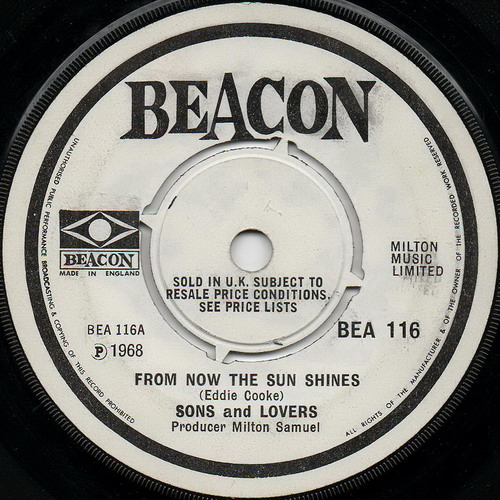 BEACON
UNAUTHORISED PUBLIC PERFORMANCE BROADCASTING & COPYING OF THIS RECORD PROHIBITED
ALL RIGHTS OF THE MANUFACTURER & OF THE OWNER OF THE RECORDED WORK RESERVED
BEACON
MADE IN ENGLAND
MILTON
MUSIC
LIMITED
SOLD IN U.K. SUBJECT TO
RESALE PRICE CONDITIONS.
SEE PRICE LISTS
BEA 116A
Ⓟ 1968
BEA 116
FROM NOW THE SUN SHINES
(Eddie Cooke)
SONS and LOVERS
Producer Milton Samuel